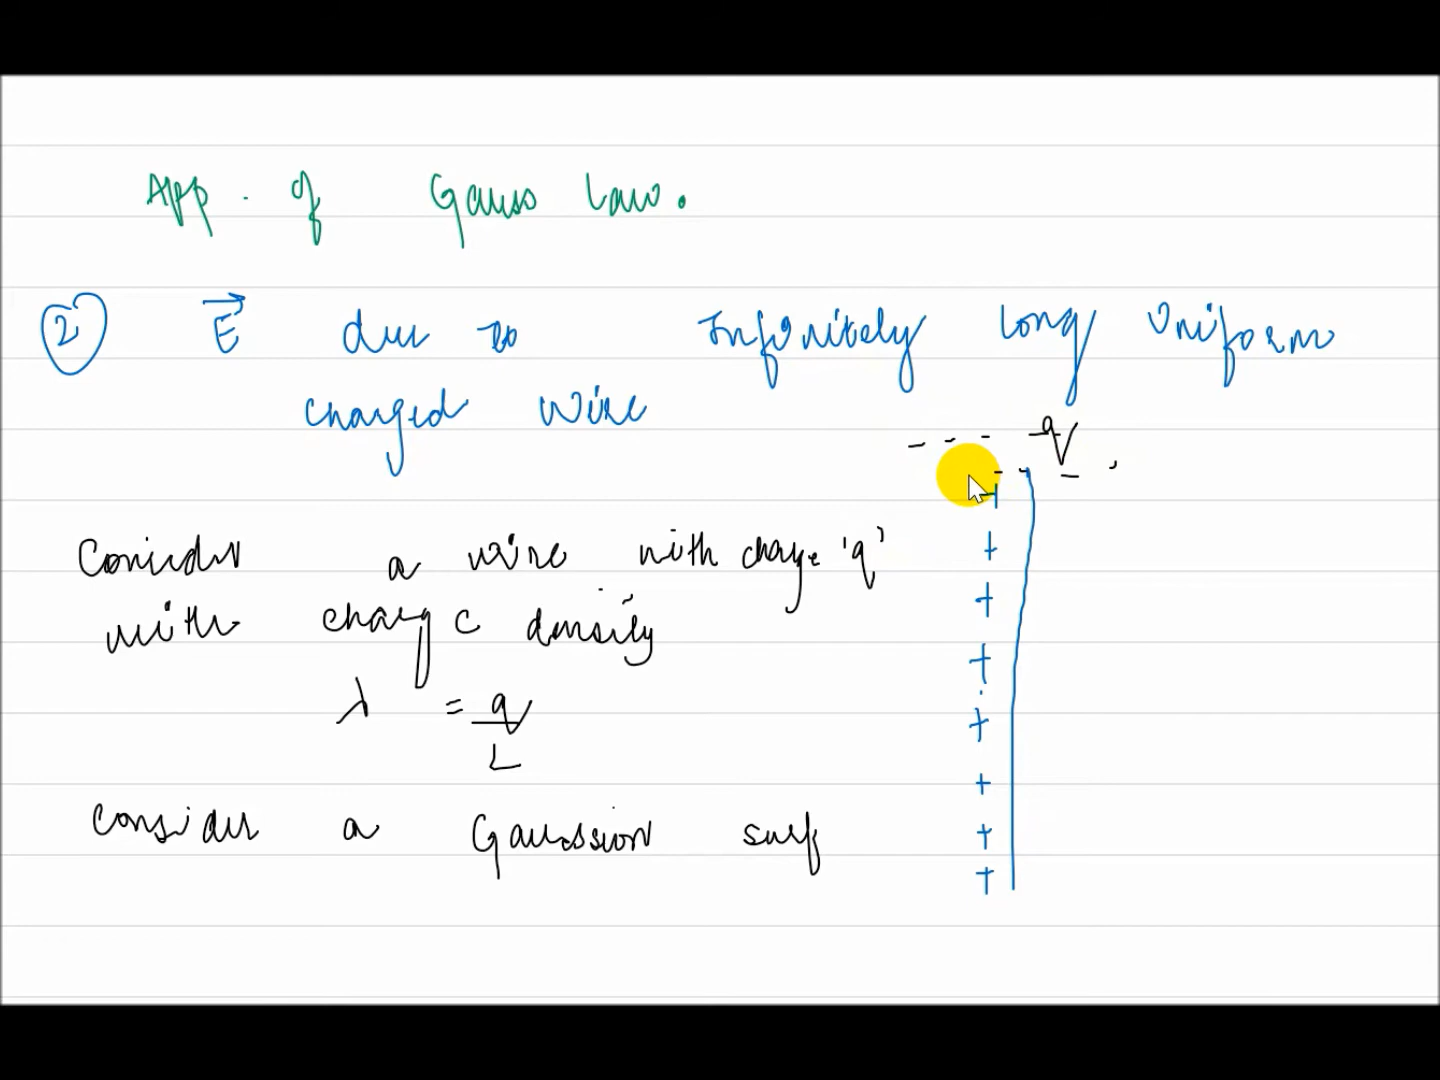 App. of Gauss Law.
② E⃗ due to Infinitely Long Uniform
charged wire
q
Consider a wire with charge 'q'
with charge density
λ = q
L
Consider a Gaussion surf
+
+
+
+
+
+
+
+